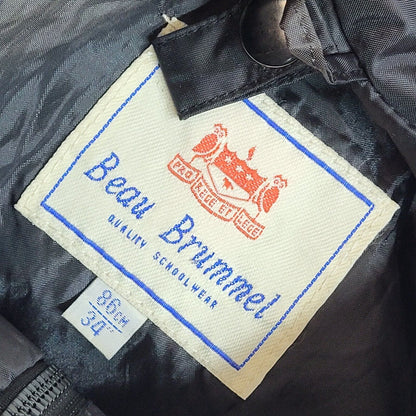 PRO REGE ET LEGE
Beau Brummel
QUALITY SCHOOLWEAR
86CM
34"